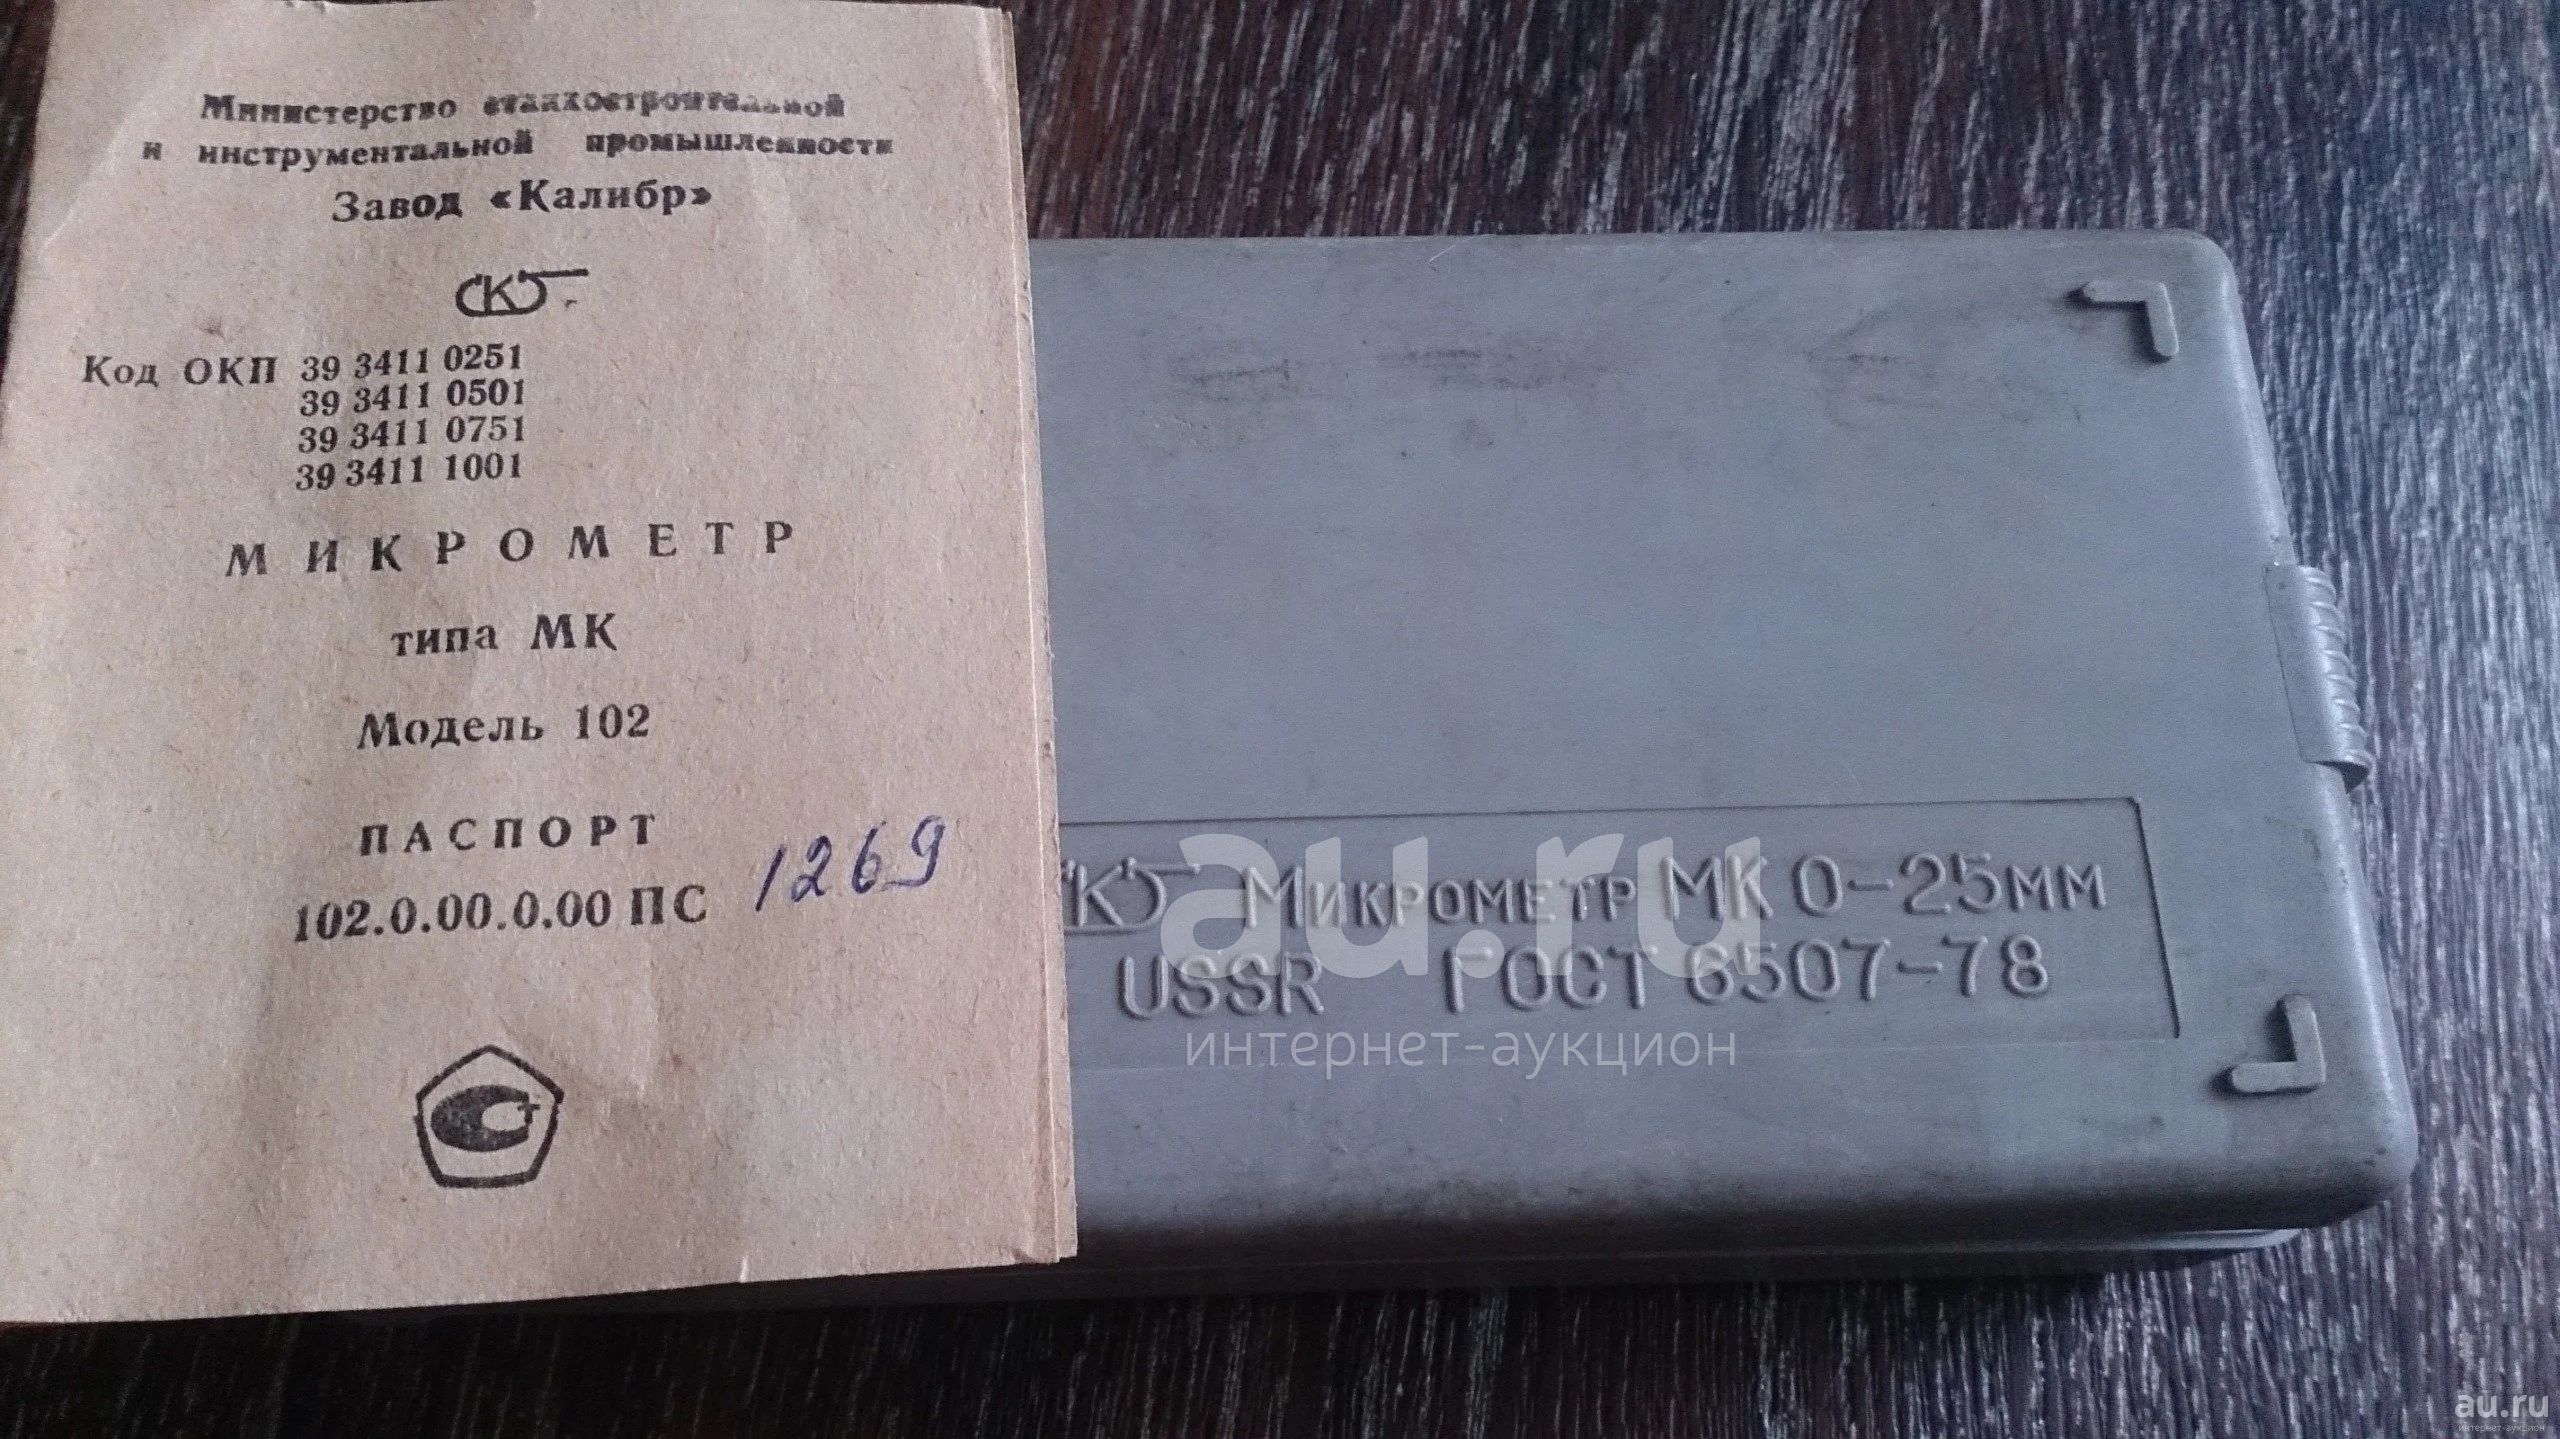 Министерство станкостроительной
и инструментальной промышленности
Завод «Калибр»
Код ОКП 39 3411 0251
39 3411 0501
39 3411 0751
39 3411 1001
МИКРОМЕТР
типа МК
Модель 102
ПАСПОРТ
102.0.00.0.00 ПС
1269
Микрометр МК 0-25мм
USSR ГОСТ 6507-78
au.ru
интернет-аукцион
au.ru
интернет-аукцион